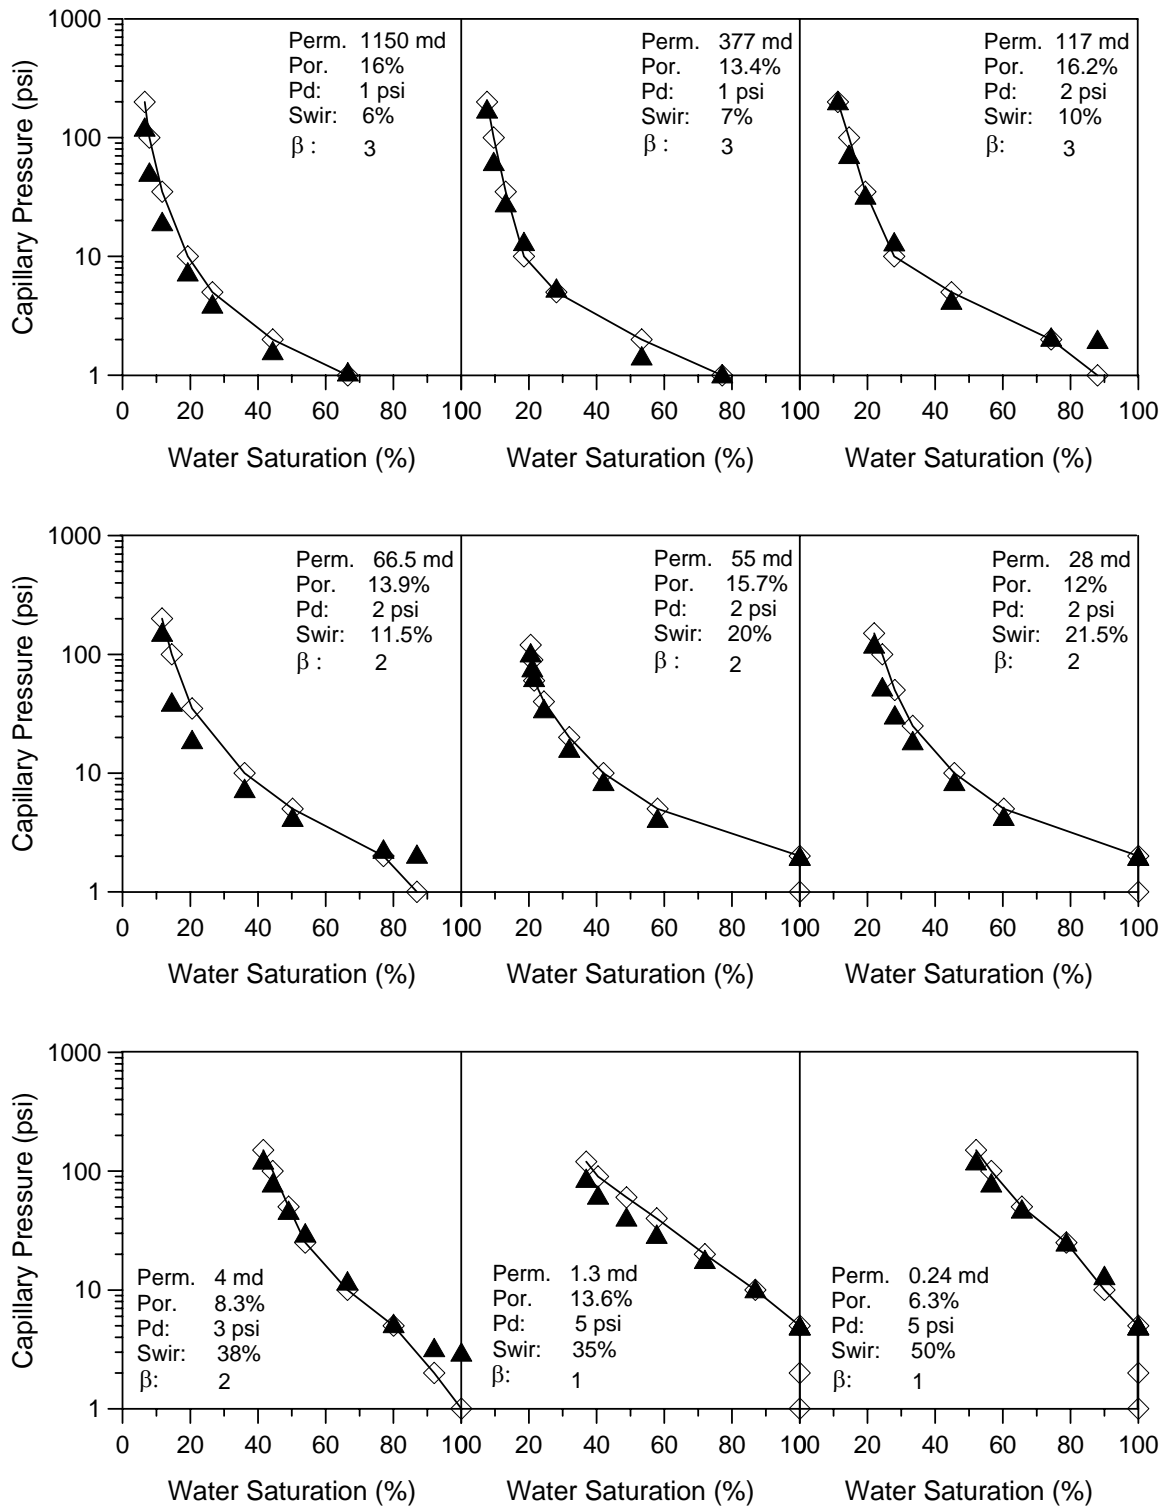 1000
100
10
1
Capillary Pressure (psi)
Perm. 1150 md
Por. 16%
Pd: 1 psi
Swir: 6%
β : 3
Perm. 377 md
Por. 13.4%
Pd: 1 psi
Swir: 7%
β : 3
Perm. 117 md
Por. 16.2%
Pd: 2 psi
Swir: 10%
β: 3
0 20 40 60 80 100 20 40 60 80 100 20 40 60 80 100
Water Saturation (%) Water Saturation (%) Water Saturation (%)
1000
100
10
1
Capillary Pressure (psi)
Perm. 66.5 md
Por. 13.9%
Pd: 2 psi
Swir: 11.5%
β : 2
Perm. 55 md
Por. 15.7%
Pd: 2 psi
Swir: 20%
β : 2
Perm. 28 md
Por. 12%
Pd: 2 psi
Swir: 21.5%
β: 2
0 20 40 60 80 100 20 40 60 80 100 20 40 60 80 100
Water Saturation (%) Water Saturation (%) Water Saturation (%)
1000
100
10
1
Capillary Pressure (psi)
Perm. 4 md
Por. 8.3%
Pd: 3 psi
Swir: 38%
β: 2
Perm. 1.3 md
Por. 13.6%
Pd: 5 psi
Swir: 35%
β: 1
Perm. 0.24 md
Por. 6.3%
Pd: 5 psi
Swir: 50%
β: 1
0 20 40 60 80 100 20 40 60 80 100 20 40 60 80 100
Water Saturation (%) Water Saturation (%) Water Saturation (%)